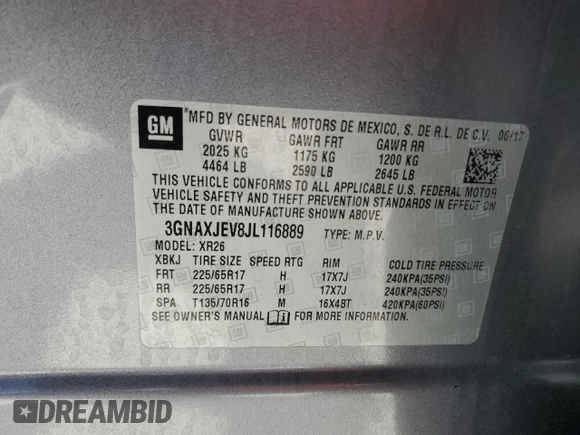 GM
*MFD BY GENERAL MOTORS DE MEXICO, S. DE R.L. DE C.V. 06/17
GVWR GAWR FRT GAWR RR
2025 KG 1175 KG 1200 KG
4464 LB 2590 LB 2645 LB
THIS VEHICLE CONFORMS TO ALL APPLICABLE U.S. FEDERAL MOTOR
VEHICLE SAFETY AND THEFT PREVENTION STANDARDS IN EFFECT ON
THE DATE OF MANUFACTURE SHOWN ABOVE.
3GNAXJEV8JL116889 TYPE: M.P.V.
MODEL: XR26
XBKJ TIRE SIZE SPEED RTG RIM COLD TIRE PRESSURE
FRT 225/65R17 H 17X7J 240KPA(35PSI)
RR 225/65R17 H 17X7J 240KPA(35PSI)
SPA T135/70R16 M 16X4BT 420KPA(60PSI)
SEE OWNER'S MANUAL FOR MORE INFORMATION.
DREAMBID